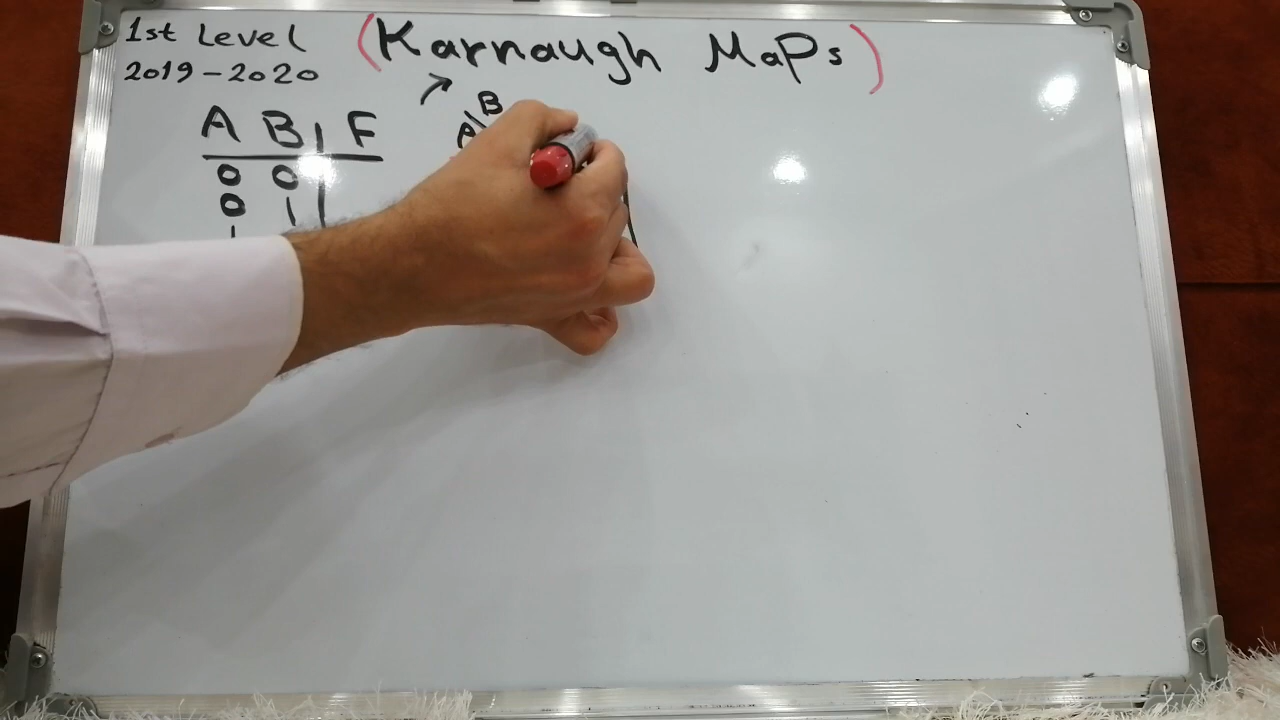 1st Level
2019-2020
(Karnaugh Maps)
A B | F
0 0
0 1
1
B
A